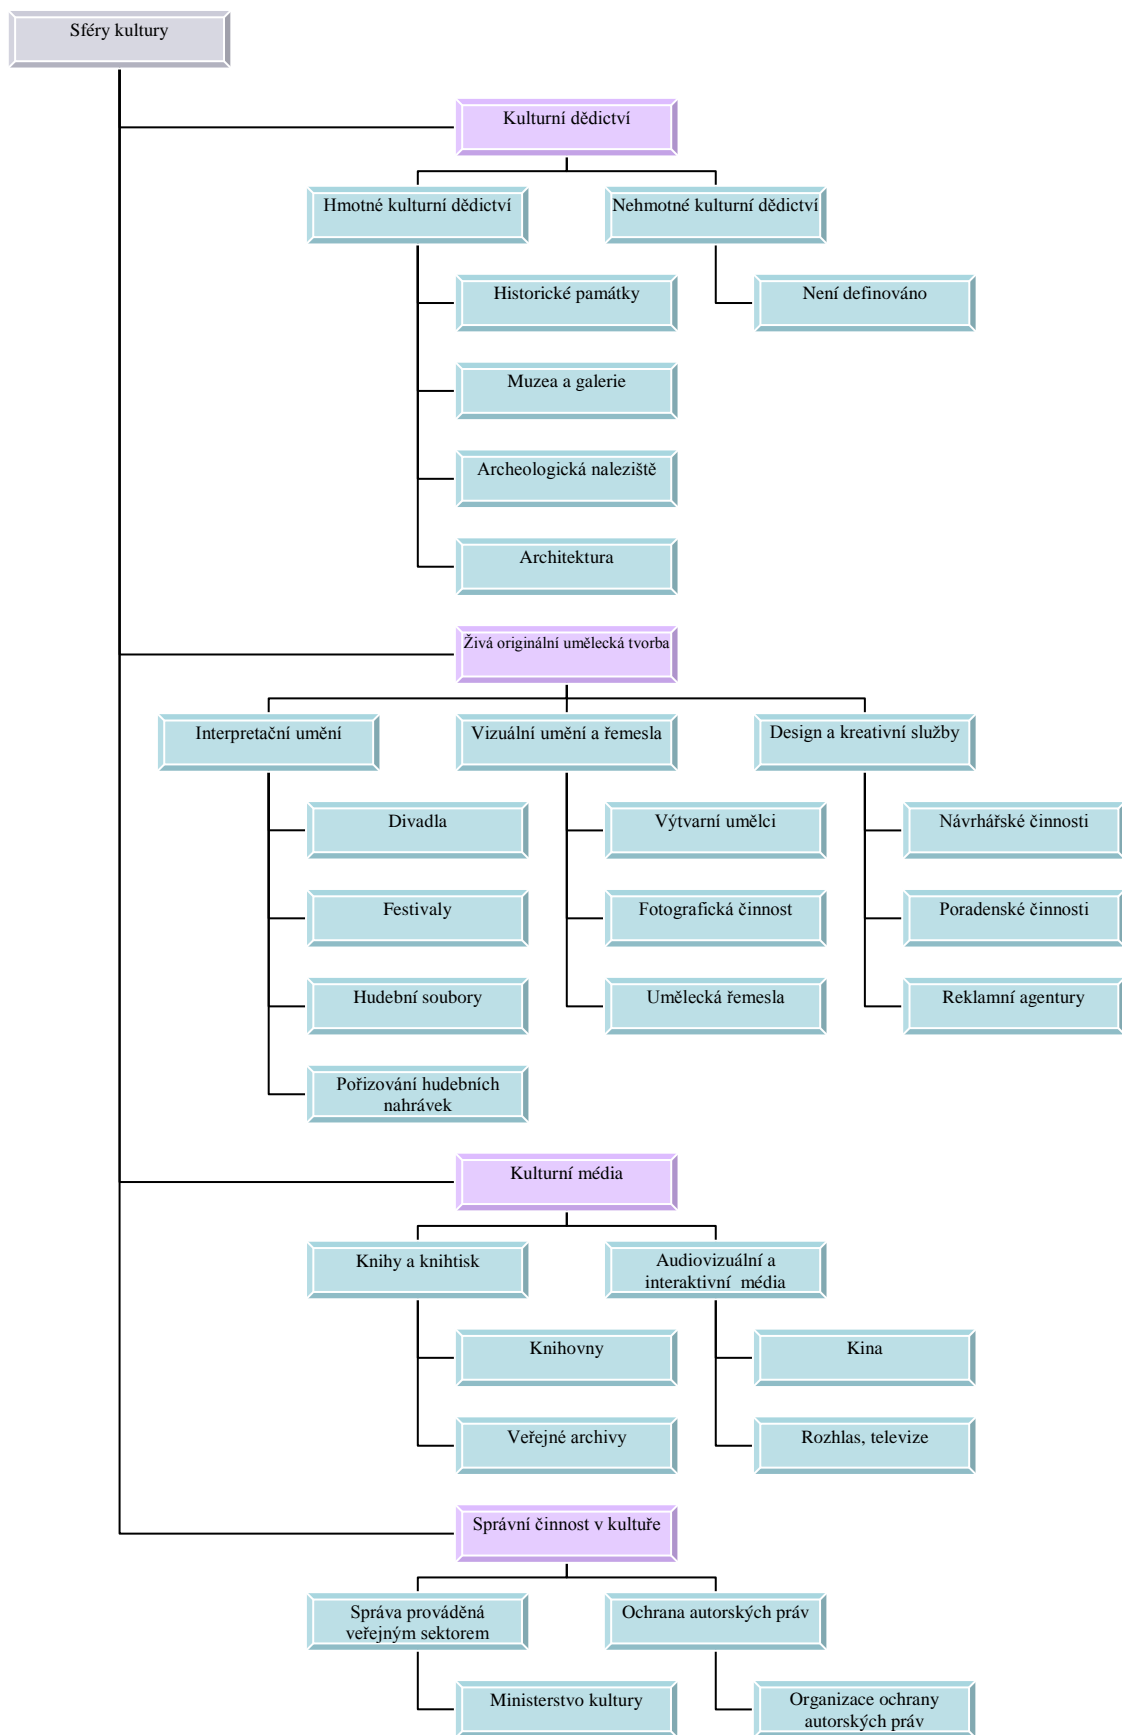 Sféry kultury
Kulturní dědictví
Hmotné kulturní dědictví
Nehmotné kulturní dědictví
Historické památky
Není definováno
Muzea a galerie
Archeologická naleziště
Architektura
Živá originální umělecká tvorba
Interpretační umění
Vizuální umění a řemesla
Design a kreativní služby
Divadla
Výtvarní umělci
Návrhářské činnosti
Festivaly
Fotografická činnost
Poradenské činnosti
Hudební soubory
Umělecká řemesla
Reklamní agentury
Pořizování hudebních
nahrávek
Kulturní média
Knihy a knihtisk
Audiovizuální a
interaktivní  média
Knihovny
Kina
Veřejné archivy
Rozhlas, televize
Správní činnost v kultuře
Správa prováděná
veřejným sektorem
Ochrana autorských práv
Ministerstvo kultury
Organizace ochrany
autorských práv